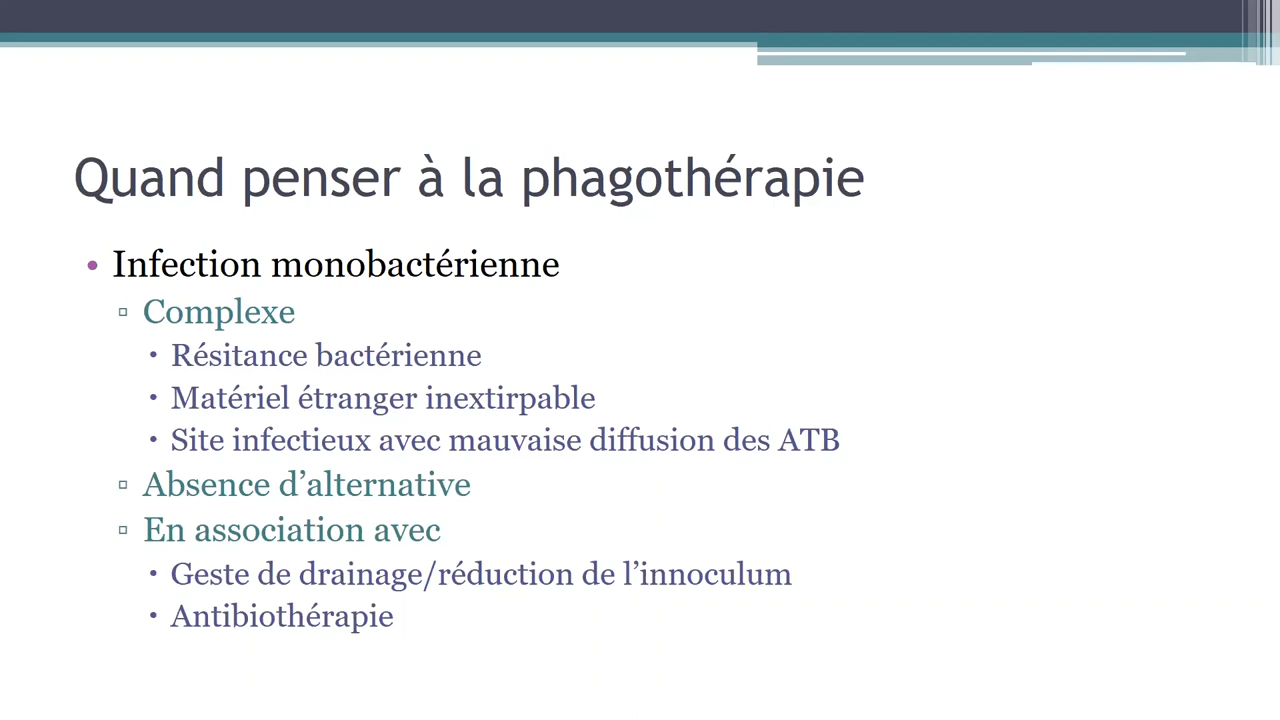 Quand penser à la phagothérapie
• Infection monobactérienne
▫ Complexe
▪ Résitance bactérienne
▪ Matériel étranger inextirpable
▪ Site infectieux avec mauvaise diffusion des ATB
▫ Absence d’alternative
▫ En association avec
▪ Geste de drainage/réduction de l’innoculum
▪ Antibiothérapie